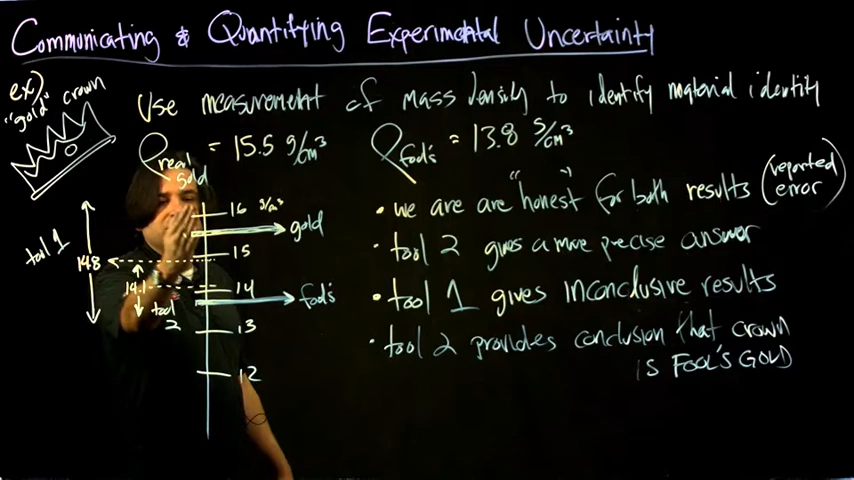 Communicating & Quantifying Experimental Uncertainty
ex)
"gold" crown
Use measurement of mass density to identify material identity
ρ real gold = 15.5 g/cm³
ρ fool's = 13.8 g/cm³
16 g/cm³
gold
15
14
fool's
13
12
tool 1
14.8
14.1
tool 2
• we are are "honest" for both results (reported error)
• tool 2 gives a more precise answer
• tool 1 gives inconclusive results
• tool 2 provides conclusion that crown
is FOOL'S GOLD